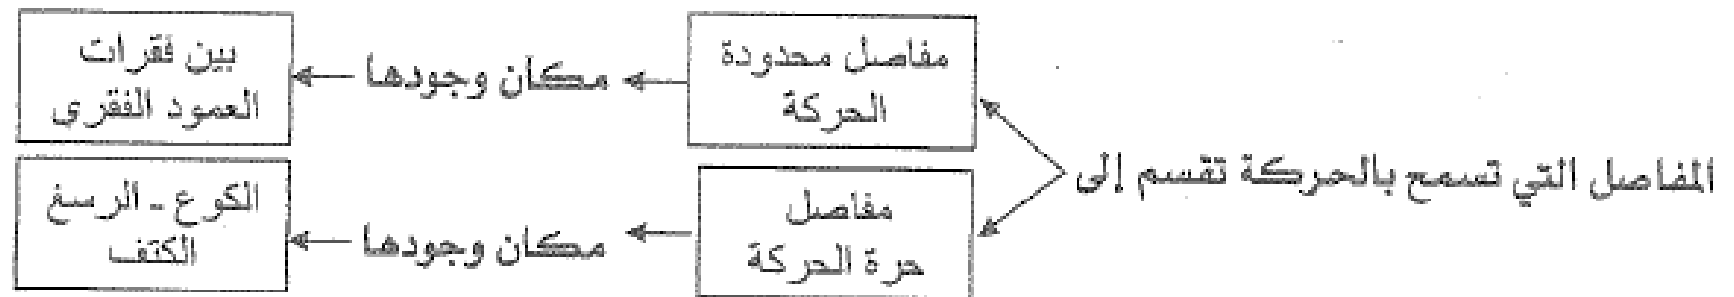 المفاصل التي تسمح بالحركة تقسم إلى
مفاصل محدودة
الحركة
مكان وجودها
بين فقرات
العمود الفقري
مفاصل
حرة الحركة
مكان وجودها
الكوع - الرسغ
الكتف